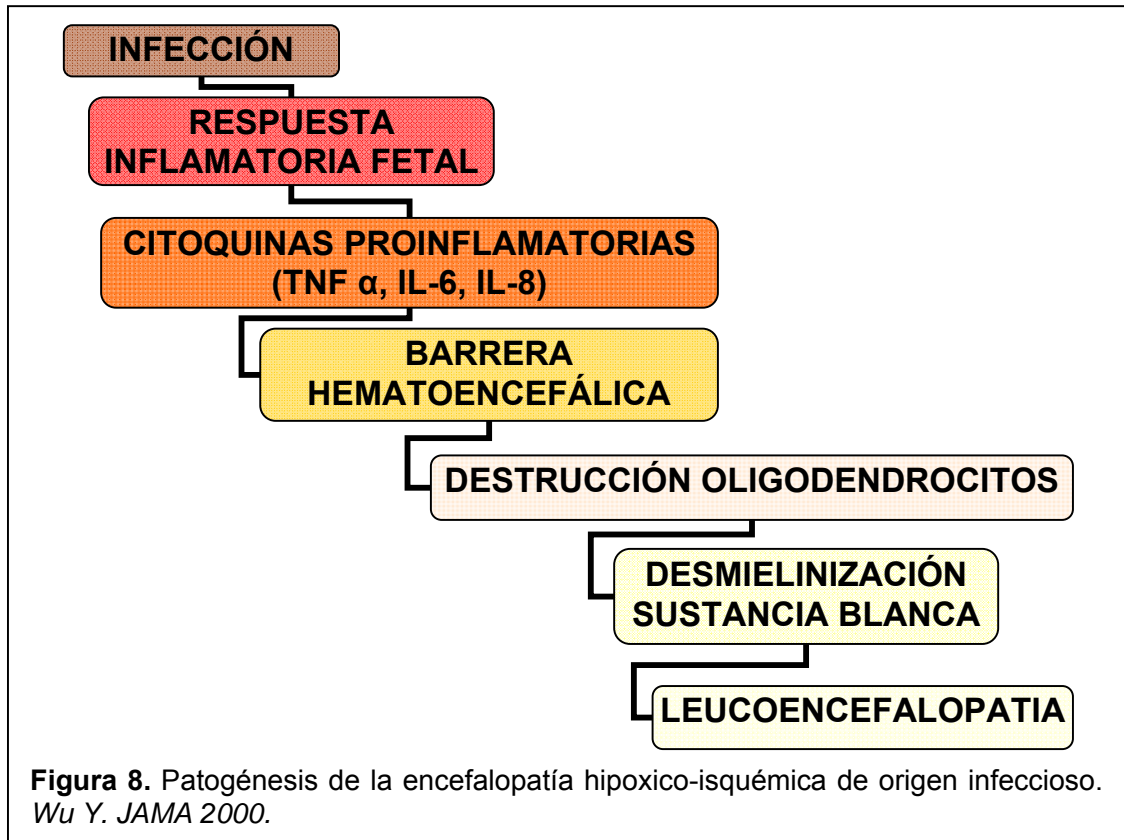 INFECCIÓN
RESPUESTA
INFLAMATORIA FETAL
CITOQUINAS PROINFLAMATORIAS
(TNF α, IL-6, IL-8)
BARRERA
HEMATOENCEFÁLICA
DESTRUCCIÓN OLIGODENDROCITOS
DESMIELINIZACIÓN
SUSTANCIA BLANCA
LEUCOENCEFALOPATIA
Figura 8. Patogénesis de la encefalopatía hipoxico-isquémica de origen infeccioso.
Wu Y. JAMA 2000.